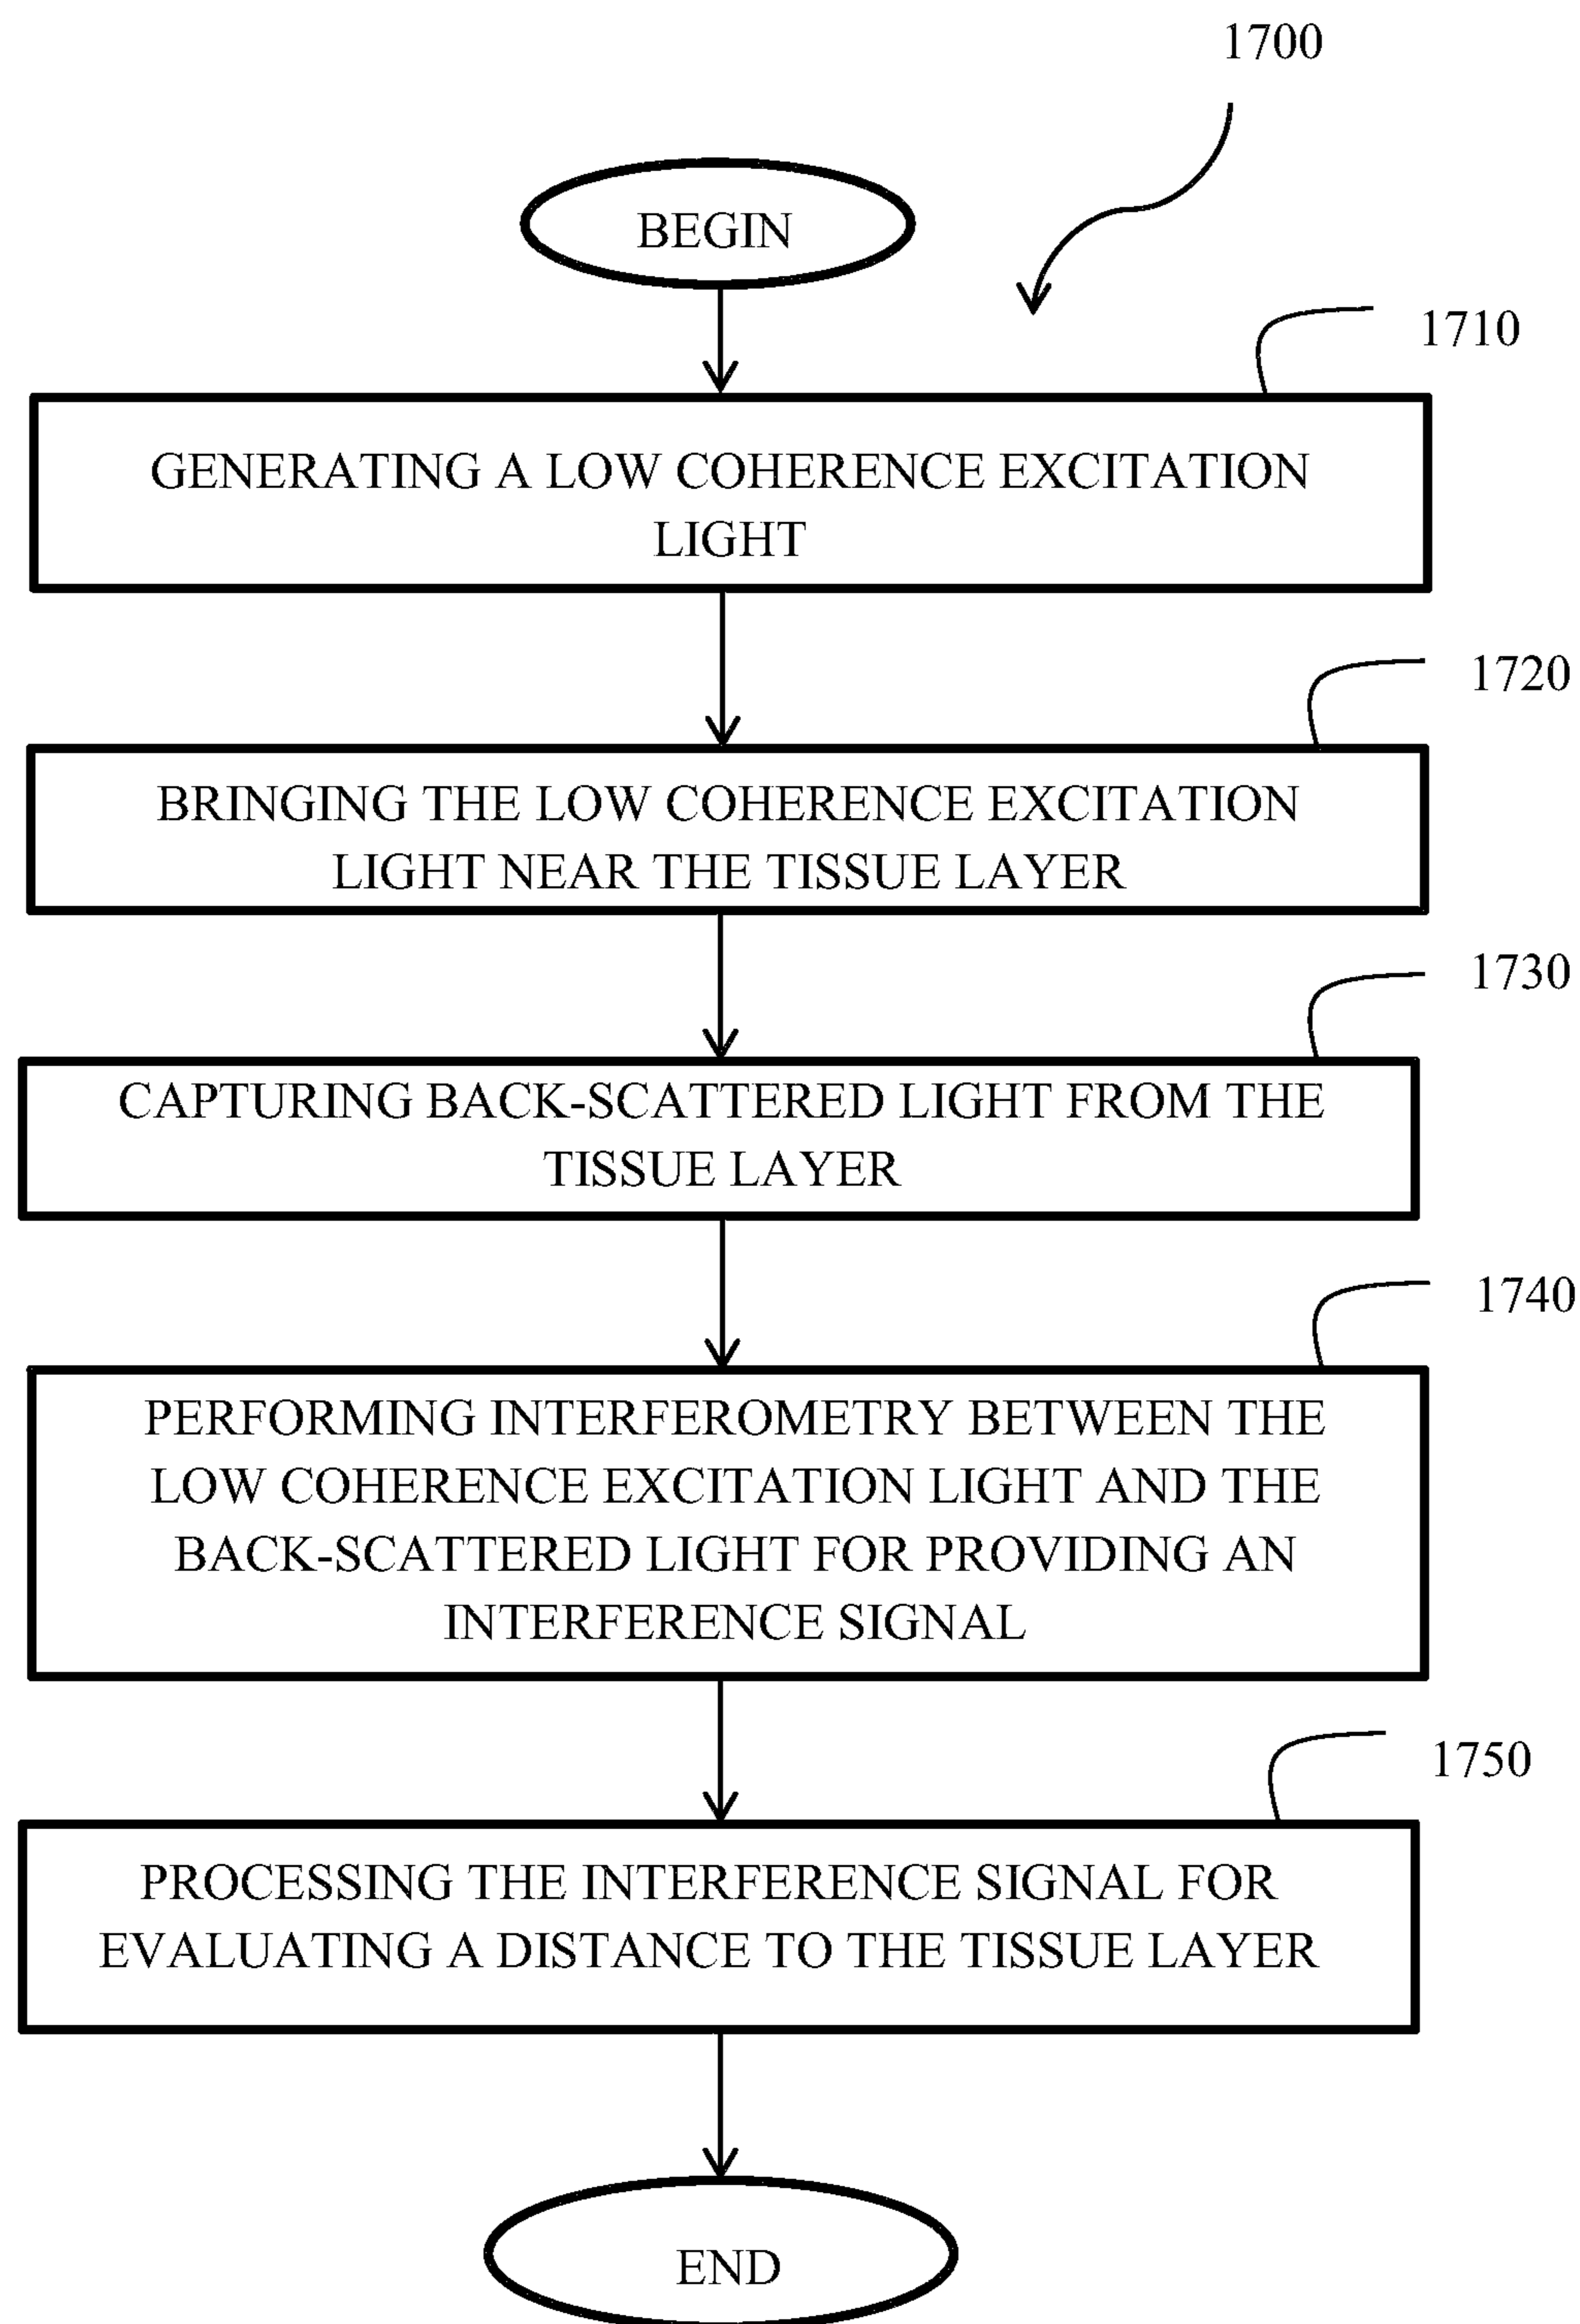 1700
BEGIN
1710
GENERATING A LOW COHERENCE EXCITATION
LIGHT
1720
BRINGING THE LOW COHERENCE EXCITATION
LIGHT NEAR THE TISSUE LAYER
1730
CAPTURING BACK-SCATTERED LIGHT FROM THE
TISSUE LAYER
1740
PERFORMING INTERFEROMETRY BETWEEN THE
LOW COHERENCE EXCITATION LIGHT AND THE
BACK-SCATTERED LIGHT FOR PROVIDING AN
INTERFERENCE SIGNAL
1750
PROCESSING THE INTERFERENCE SIGNAL FOR
EVALUATING A DISTANCE TO THE TISSUE LAYER
END